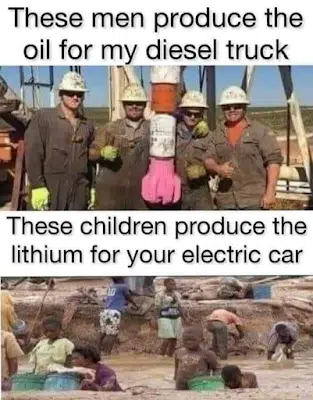 These men produce the
oil for my diesel truck
These children produce the
lithium for your electric car